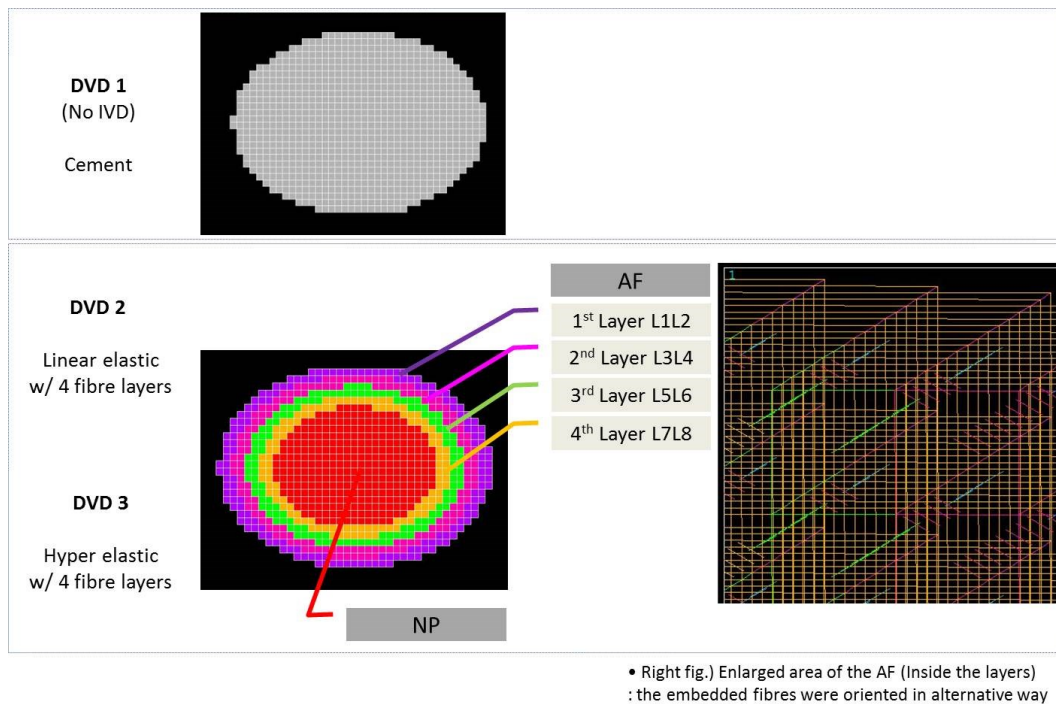 DVD 1
(No IVD)
Cement
DVD 2
Linear elastic
w/ 4 fibre layers
DVD 3
Hyper elastic
w/ 4 fibre layers
AF
1st Layer L1L2
2nd Layer L3L4
3rd Layer L5L6
4th Layer L7L8
NP
1
• Right fig.) Enlarged area of the AF (Inside the layers)
: the embedded fibres were oriented in alternative way